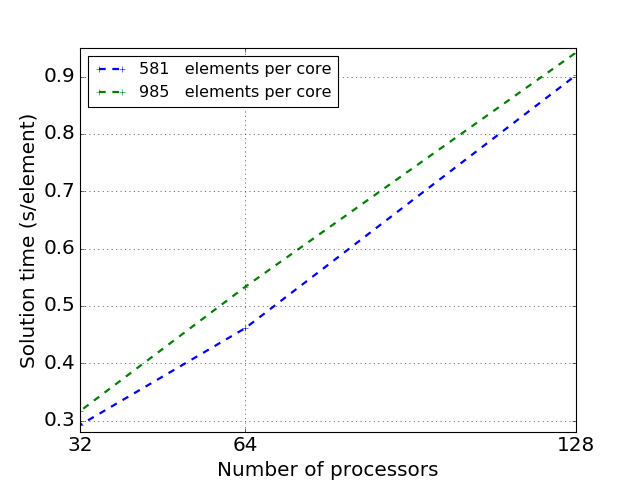 581 elements per core
985 elements per core
0.9
0.8
0.7
0.6
0.5
0.4
0.3
Solution time (s/element)
32 64 128
Number of processors